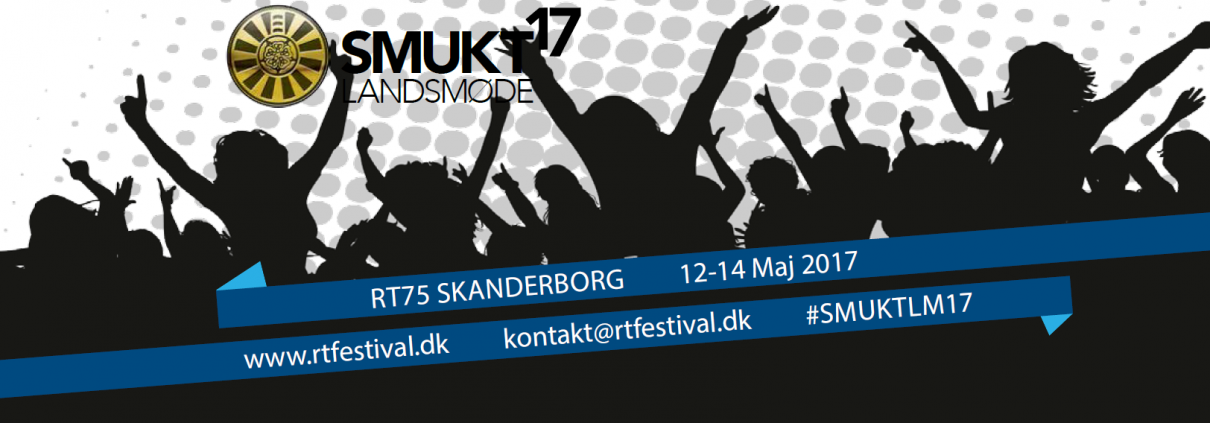 SMUKT17
LANDSMØDE
RT75 SKANDERBORG 12-14 Maj 2017
www.rtfestival.dk kontakt@rtfestival.dk #SMUKTLM17